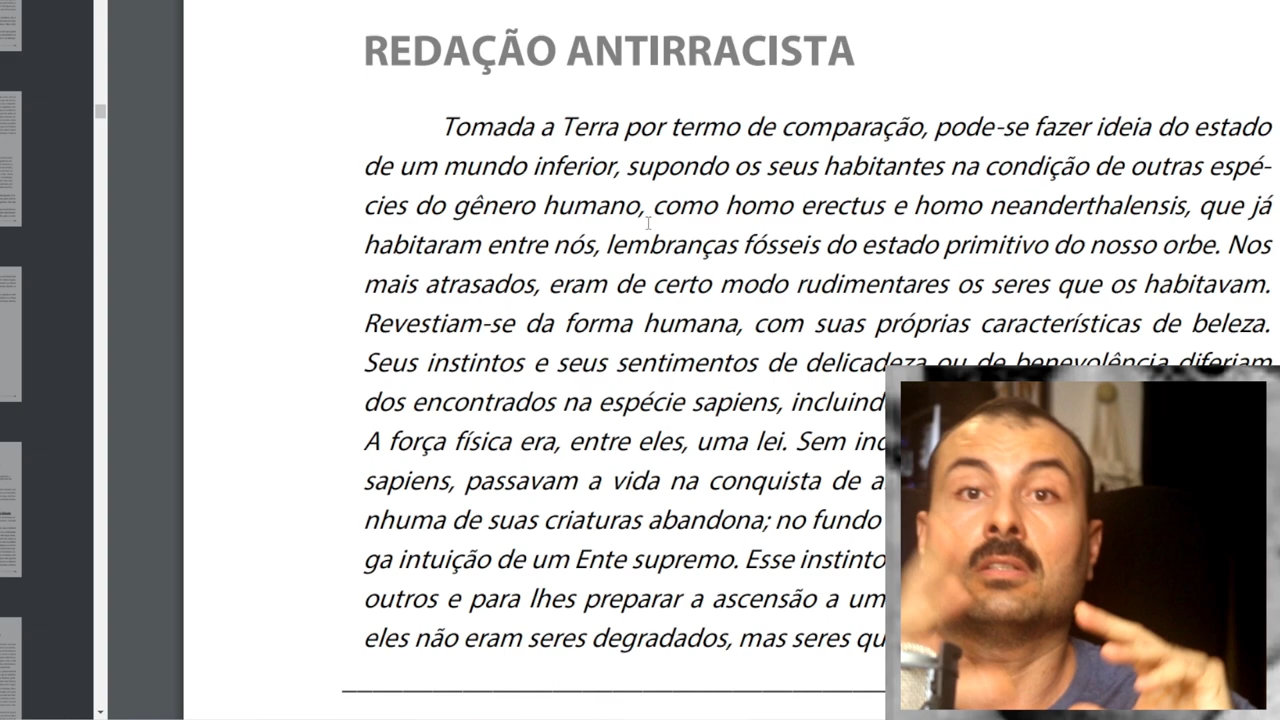 REDAÇÃO ANTIRRACISTA
Tomada a Terra por termo de comparação, pode-se fazer ideia do estado
de um mundo inferior, supondo os seus habitantes na condição de outras espé-
cies do gênero humano, como homo erectus e homo neanderthalensis, que já
habitaram entre nós, lembranças fósseis do estado primitivo do nosso orbe. Nos
mais atrasados, eram de certo modo rudimentares os seres que os habitavam.
Revestiam-se da forma humana, com suas próprias características de beleza.
Seus instintos e seus sentimentos de delicadeza ou de benevolência diferiam
dos encontrados na espécie sapiens,
A força física era, entre eles, uma lei. Sem
sapiens, passavam a vida na conquista de
nhuma de suas criaturas abandona; no fundo
ga intuição de um Ente supremo. Esse instinto
outros e para lhes preparar a ascensão a um
eles não eram seres degradados, mas seres